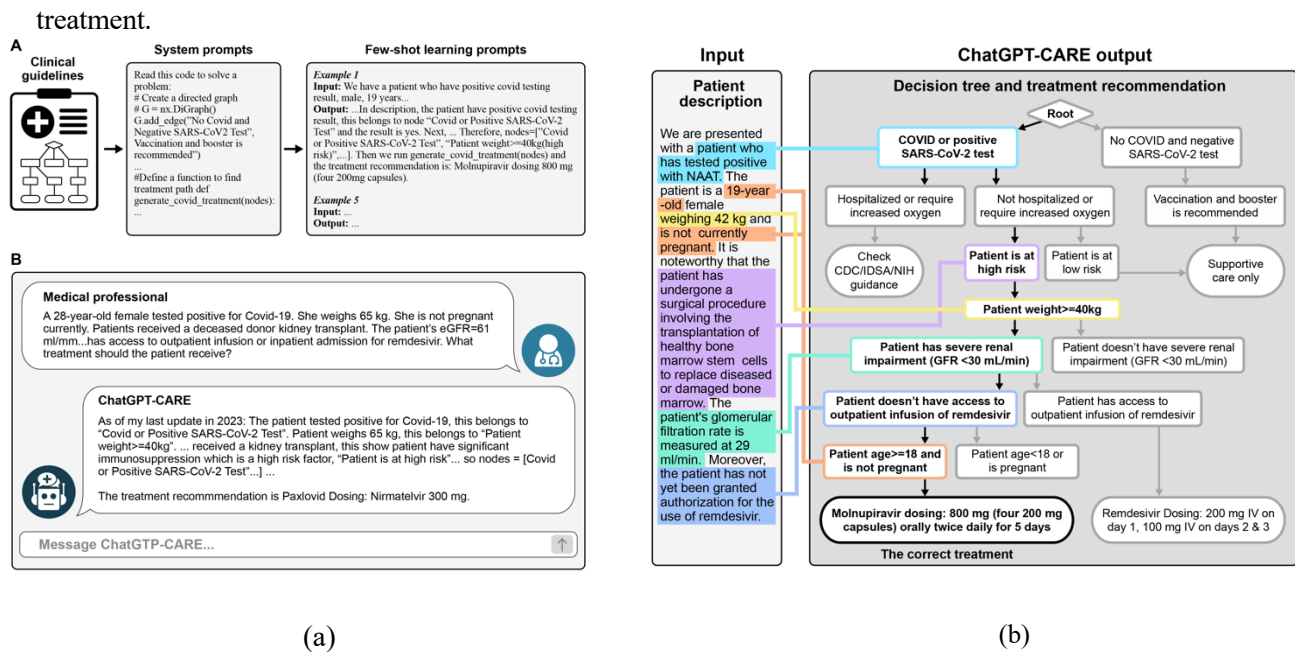 treatment.
A
Clinical
guidelines
System prompts
Read this code to solve a
problem:
# Create a directed graph
# G = nx.DiGraph()
G.add_edge("No Covid and
Negative SARS-CoV2 Test",
Vaccination and booster is
recommended")
...
#Define a function to find
treatment path def
generate_covid_treatment(nodes):
...
Few-shot learning prompts
Example 1
Input: We have a patient who have positive covid testing
result, male, 19 years...
Output: ...In description, the patient have positive covid testing
result, this belongs to node “Covid or Positive SARS-CoV-2
Test” and the result is yes. Next, ... Therefore, nodes=[”Covid
or Positive SARS-CoV-2 Test”, “Patient weight>=40kg(high
risk)”,...]. Then we run generate_covid_treatment(nodes) and
the treatment recommendation is: Molnupiravir dosing 800 mg
(four 200mg capsules).
Example 5
Input: ...
Output: ...
B
Medical professional
A 28-year-old female tested positive for Covid-19. She weighs 65 kg. She is not pregnant
currently. Patients received a deceased donor kidney transplant. The patient's eGFR=61
ml/mm...has access to outpatient infusion or inpatient admission for remdesivir. What
treatment should the patient receive?
ChatGPT-CARE
As of my last update in 2023: The patient tested positive for Covid-19, this belongs to
“Covid or Positive SARS-CoV-2 Test”. Patient weighs 65 kg, this belongs to “Patient
weight>=40kg”. ... received a kidney transplant, this show patient have significant
immunosuppression which is a high risk factor, “Patient is at high risk”... so nodes = [Covid
or Positive SARS-CoV-2 Test”...] ...
The treatment recommmendation is Paxlovid Dosing: Nirmatelvir 300 mg.
Message ChatGTP-CARE...
(a)
Input
Patient
description
We are presented
with a patient who
has tested positive
with NAAT. The
patient is a 19-year
-old female
weighing 42 kg and
is not currently
pregnant. It is
noteworthy that the
patient has
undergone a
surgical procedure
involving the
transplantation of
healthy bone
marrow stem cells
to replace diseased
or damaged bone
marrow. The
patient's glomerular
filtration rate is
measured at 29
ml/min. Moreover,
the patient has not
yet been granted
authorization for the
use of remdesivir.
ChatGPT-CARE output
Decision tree and treatment recommendation
Root
COVID or positive
SARS-CoV-2 test
No COVID and negative
SARS-CoV-2 test
Hospitalized or require
increased oxygen
Not hospitalized or
require increased oxygen
Vaccination and booster
is recommended
Check
CDC/IDSA/NIH
guidance
Patient is at
high risk
Patient is at
low risk
Supportive
care only
Patient weight>=40kg
Patient has severe renal
impairment (GFR <30 mL/min)
Patient doesn't have severe renal
impairment (GFR <30 mL/min)
Patient doesn't have access to
outpatient infusion of remdesivir
Patient has access to
outpatient infusion of remdesivir
Patient age>=18 and
is not pregnant
Patient age<18 or
is pregnant
Molnupiravir dosing: 800 mg (four 200 mg
capsules) orally twice daily for 5 days
Remdesivir Dosing: 200 mg IV on
day 1, 100 mg IV on days 2 & 3
The correct treatment
(b)